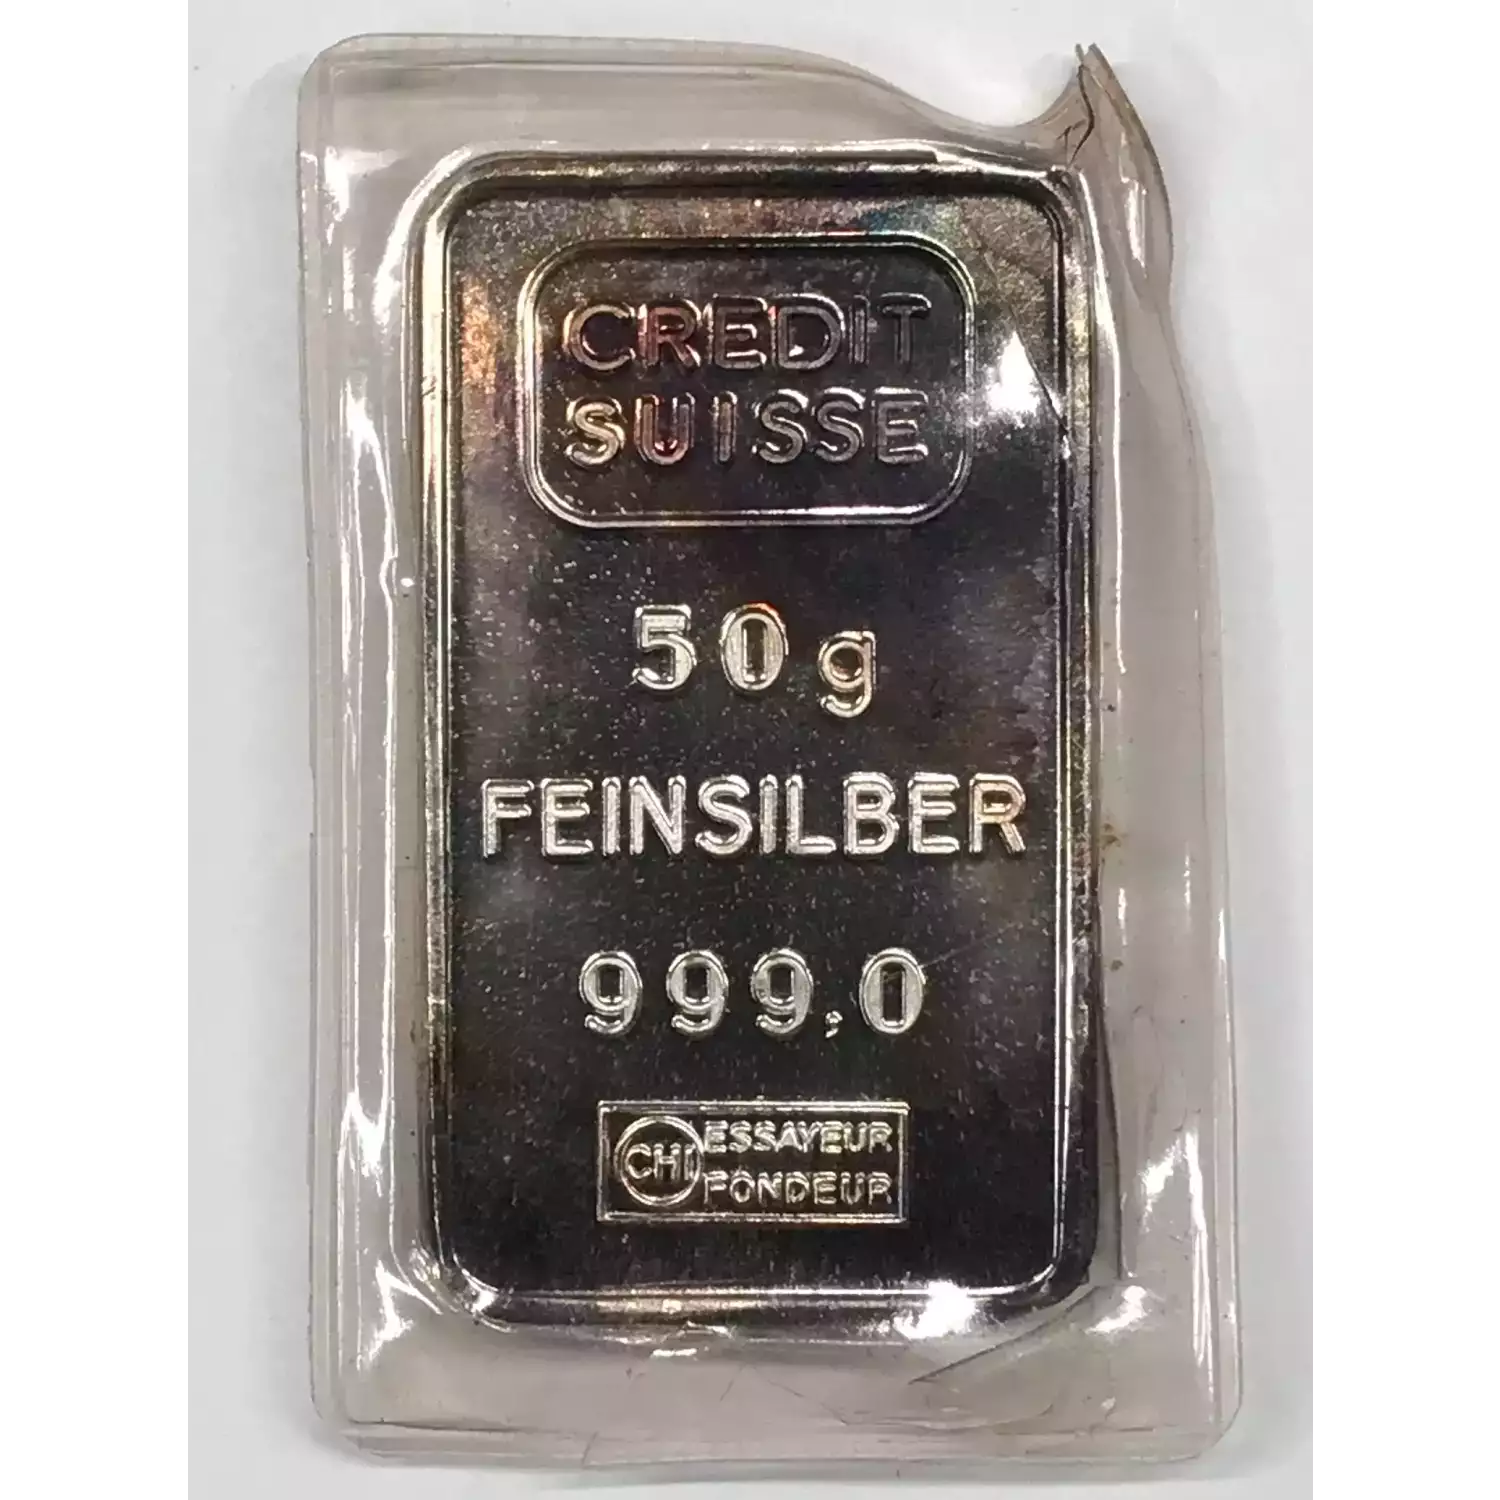 CREDIT
SUISSE
50g
FEINSILBER
999,0
CHI ESSAYEUR
FONDEUR